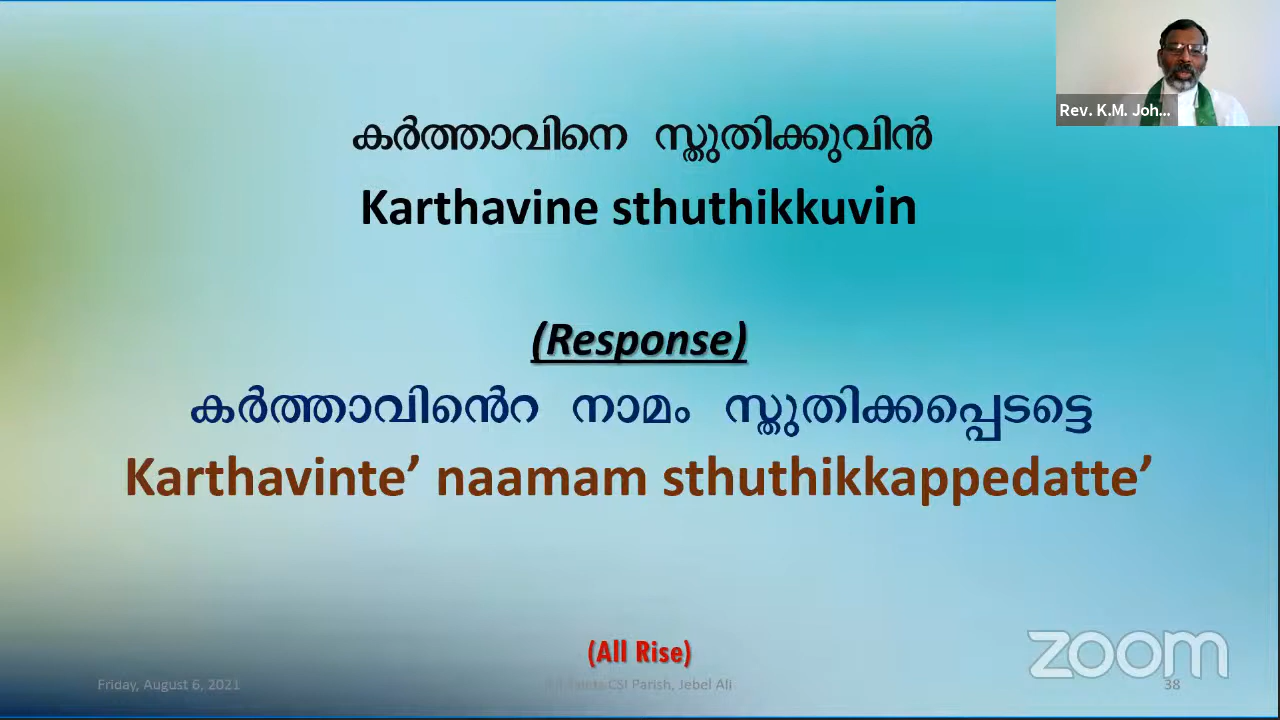 Rev. K.M. Joh...
കർത്താവിനെ സ്തുതിക്കുവിൻ
Karthavine sthuthikkuvin
(Response)
കർത്താവിൻെറ നാമം സ്തുതിക്കപ്പെടട്ടെ
Karthavinte’ naamam sthuthikkappedatte’
(All Rise)
zoom
Friday, August 6, 2021
CSI Parish, Jebel Ali
38